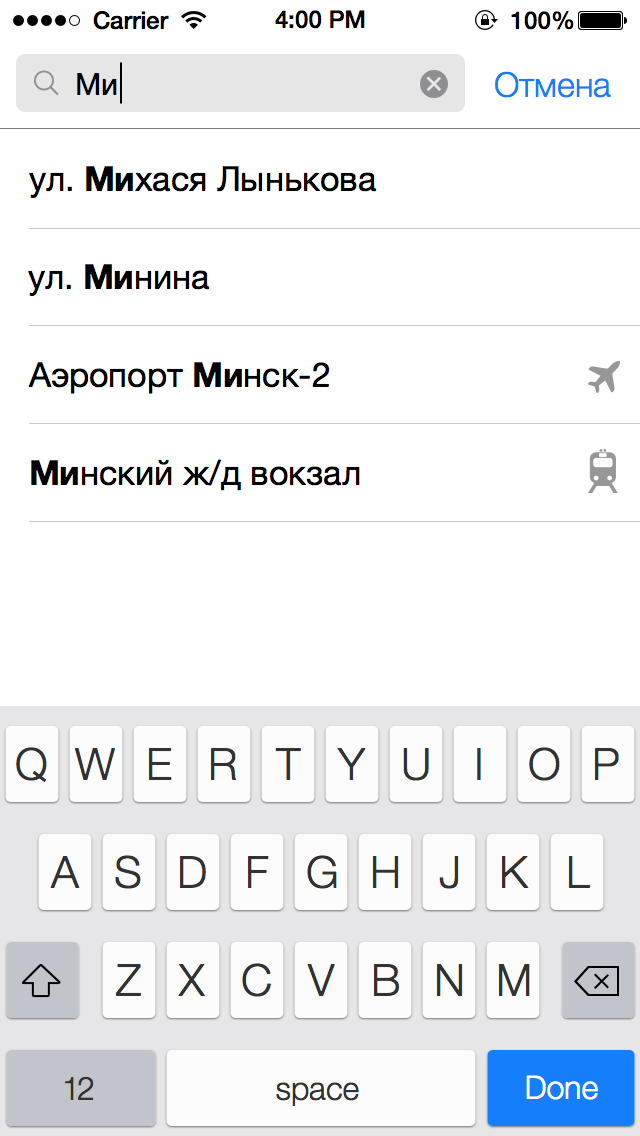 Carrier 4:00 PM 100%
Ми Отмена
ул. Михася Лынькова
ул. Минина
Аэропорт Минск-2
Минский ж/д вокзал
Q W E R T Y U I O P
A S D F G H J K L
Z X C V B N M
12 space Done